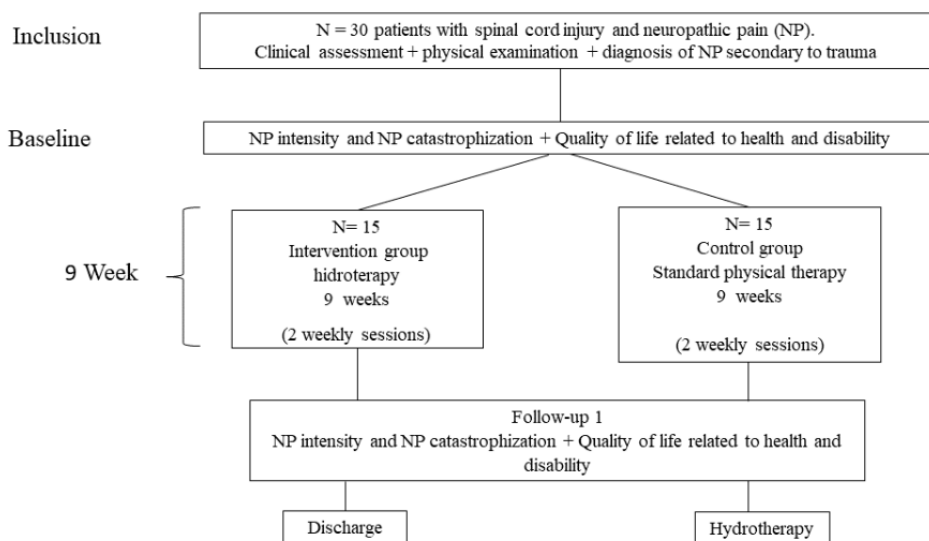 Inclusion
N = 30 patients with spinal cord injury and neuropathic pain (NP).
Clinical assessment + physical examination + diagnosis of NP secondary to trauma
Baseline
NP intensity and NP catastrophization + Quality of life related to health and disability
9 Week
N= 15
Intervention group
hidroterapy
9 weeks
(2 weekly sessions)
N= 15
Control group
Standard physical therapy
9 weeks
(2 weekly sessions)
Follow-up 1
NP intensity and NP catastrophization + Quality of life related to health and
disability
Discharge
Hydrotherapy